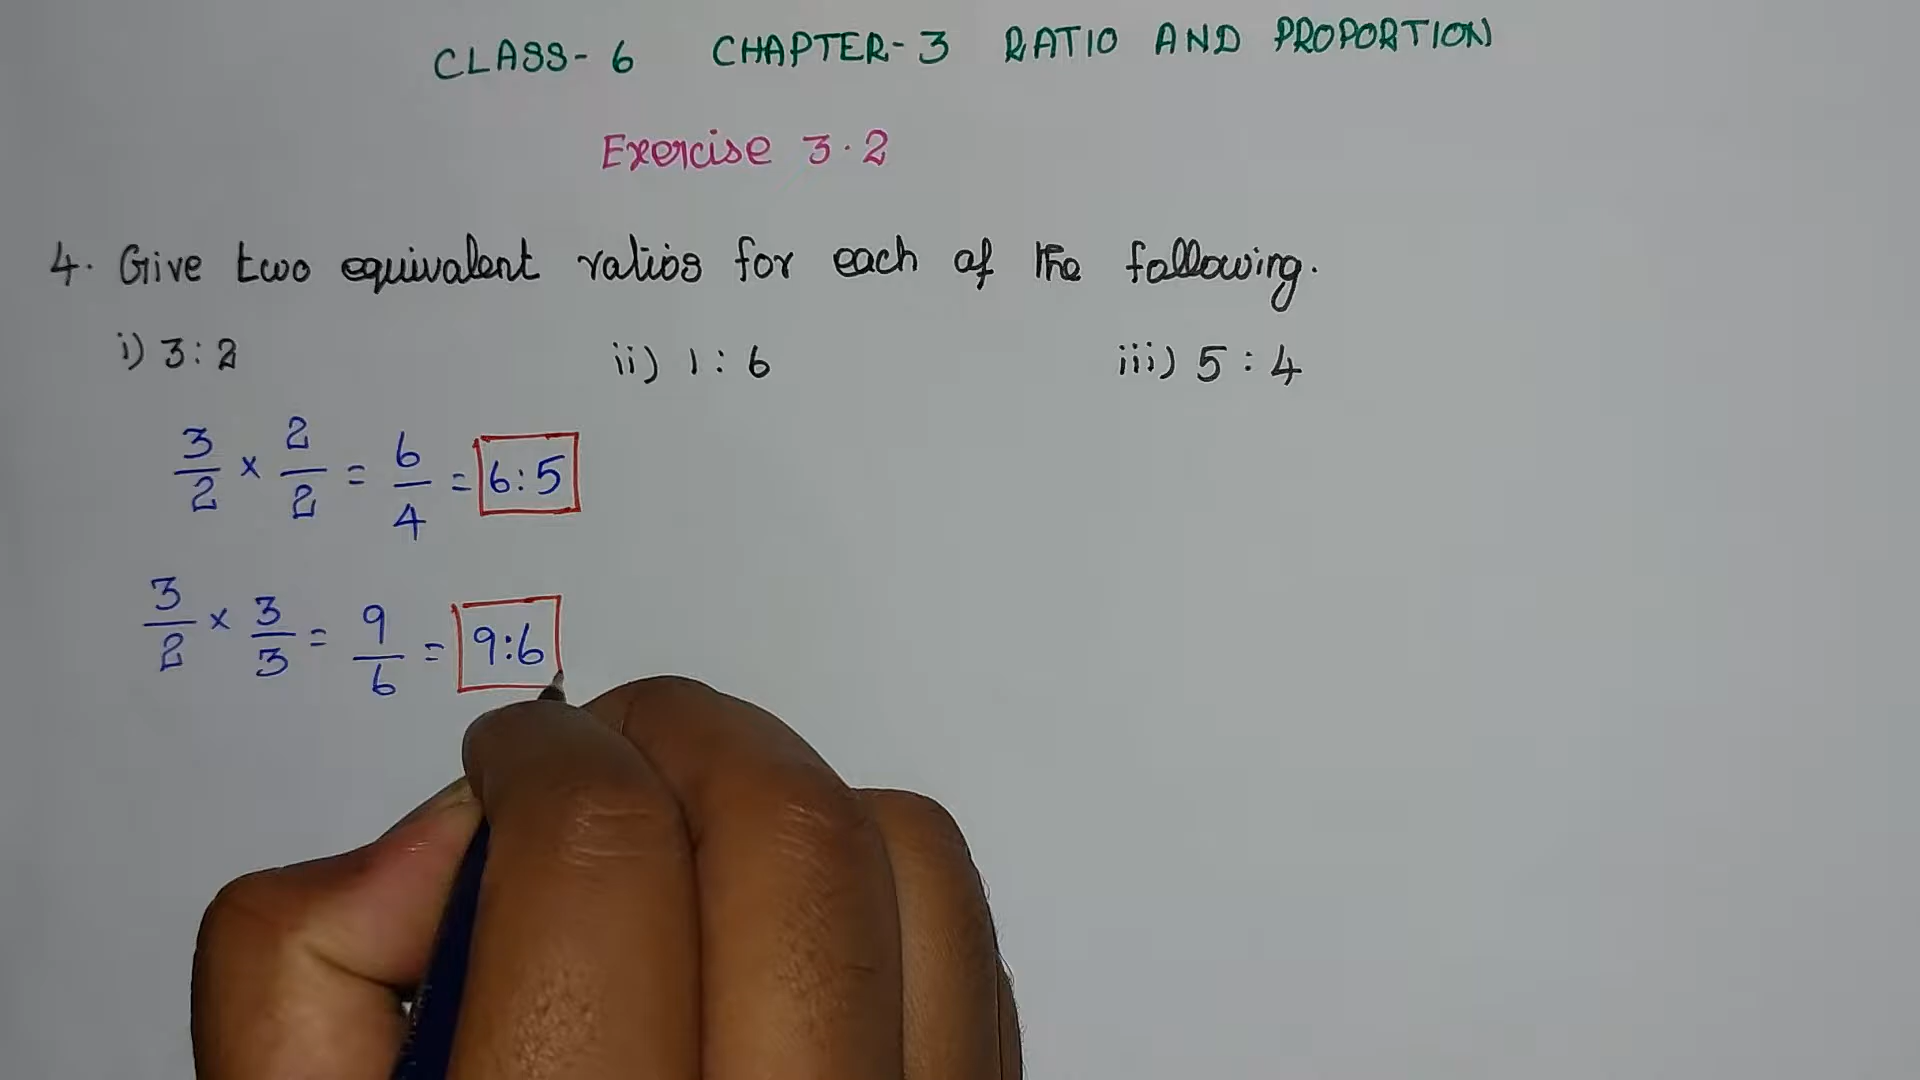 CLASS- 6 CHAPTER- 3 RATIO AND PROPORTION
Exercise 3.2
4. Give two equivalent ratios for each of the following.
i) 3 : 2 ii) 1 : 6 iii) 5 : 4
3/2 × 2/2 = 6/4 = 6:5
3/2 × 3/3 = 9/6 = 9:6